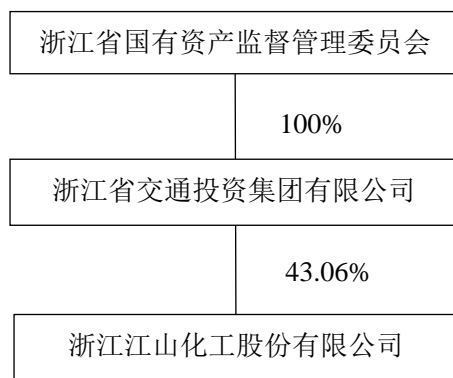 浙江省国有资产监督管理委员会
100%
浙江省交通投资集团有限公司
43.06%
浙江江山化工股份有限公司